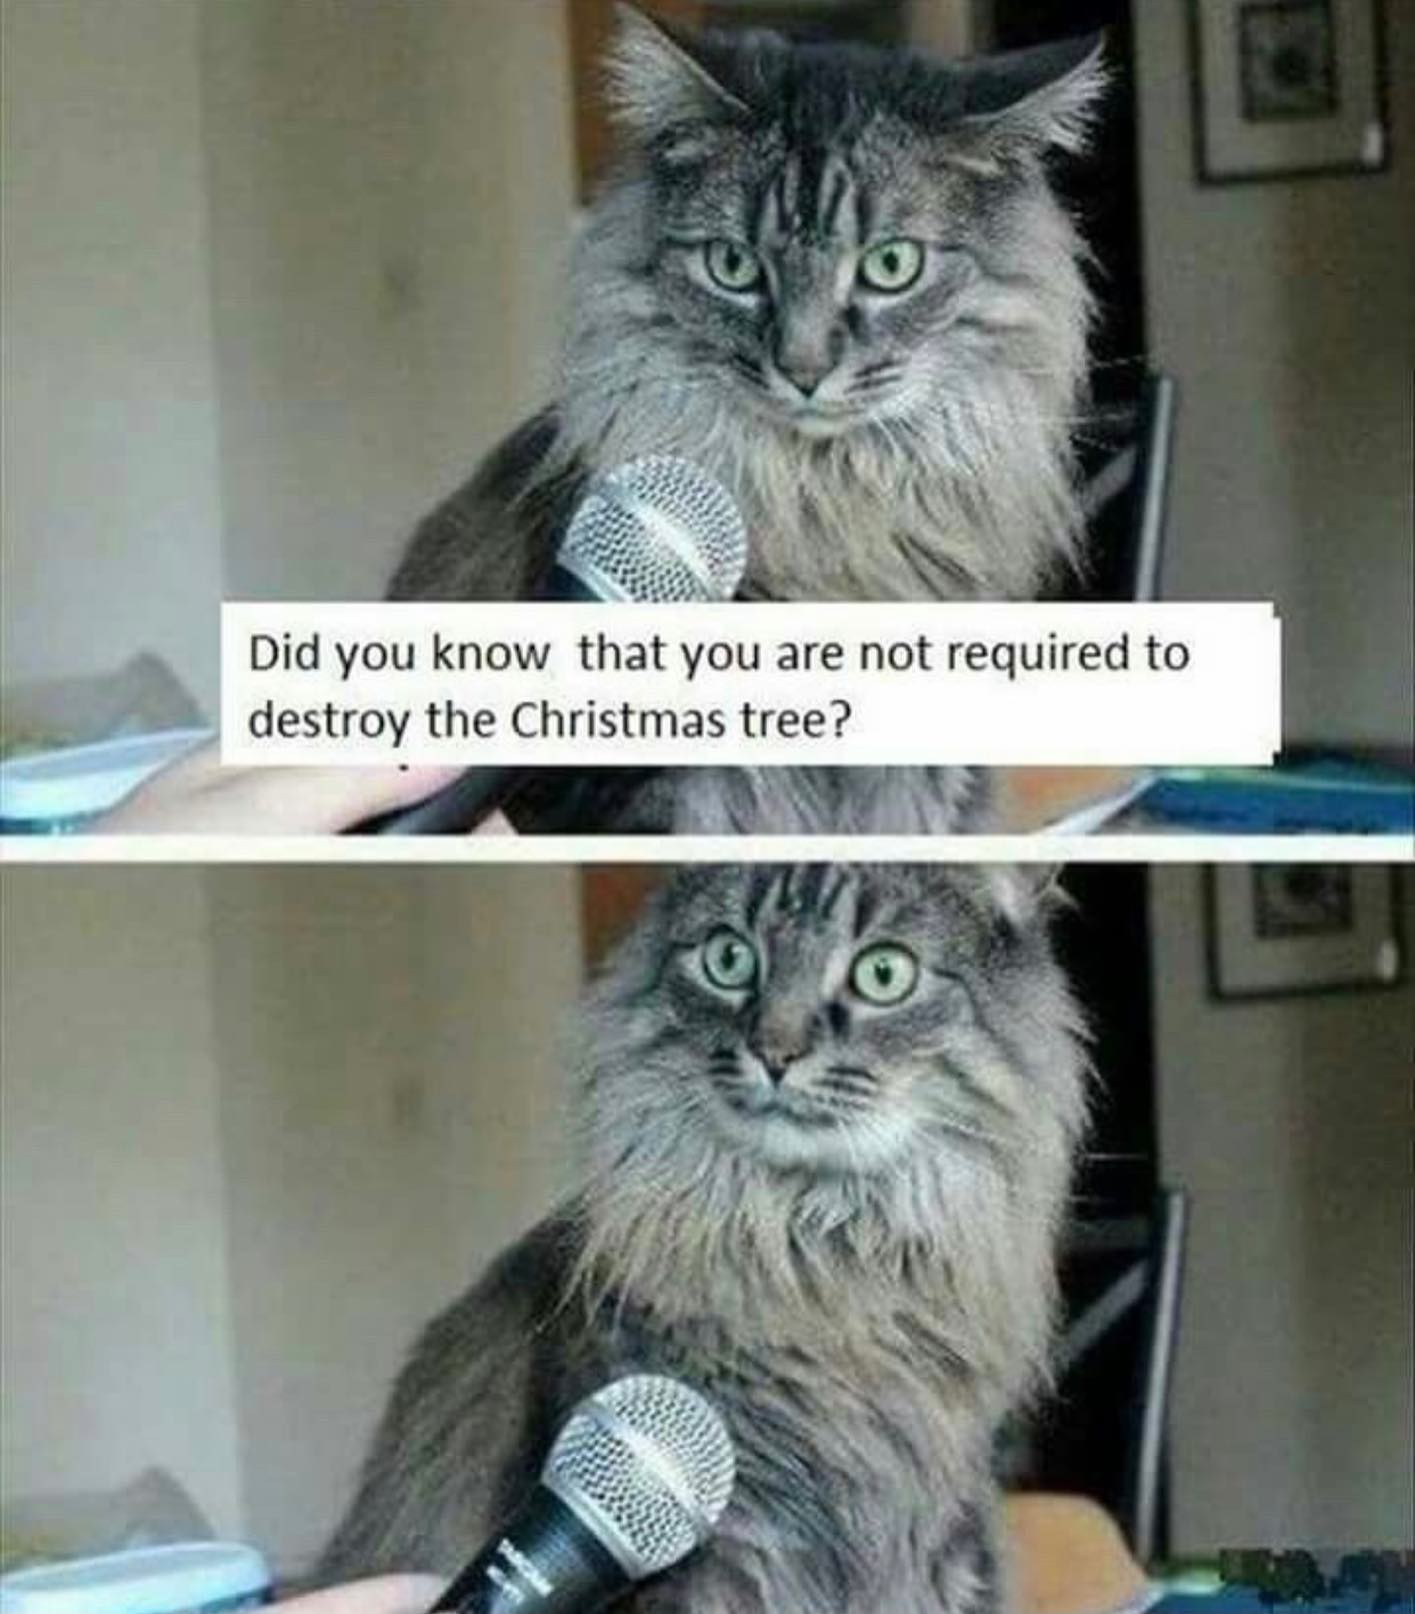 Did you know  that you are not required to
destroy the Christmas tree?